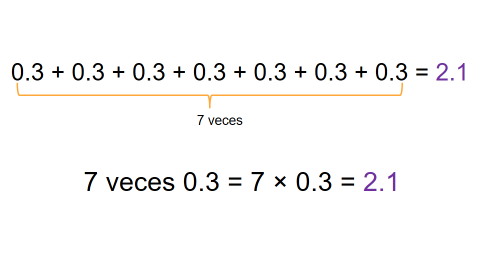 0.3 + 0.3 + 0.3 + 0.3 + 0.3 + 0.3 + 0.3 = 2.1
7 veces
7 veces 0.3 = 7 × 0.3 = 2.1